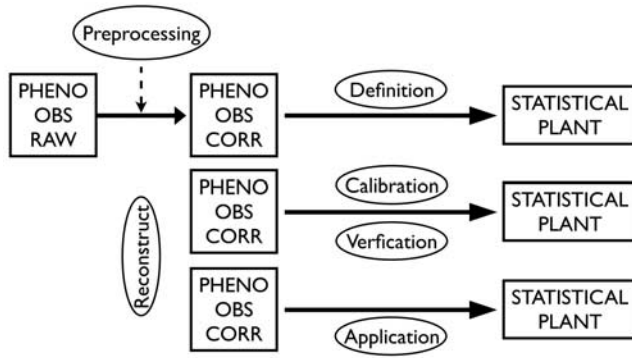 Preprocessing
PHENO
OBS
RAW
PHENO
OBS
CORR
Definition
STATISTICAL
PLANT
Reconstruct
PHENO
OBS
CORR
Calibration
Verfication
STATISTICAL
PLANT
PHENO
OBS
CORR
Application
STATISTICAL
PLANT